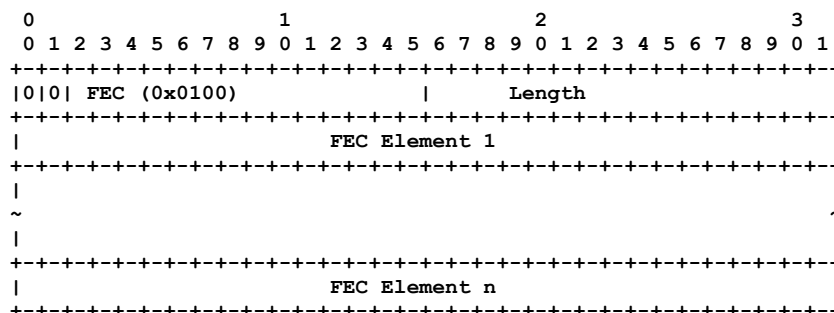 0                   1                   2                   3
0 1 2 3 4 5 6 7 8 9 0 1 2 3 4 5 6 7 8 9 0 1 2 3 4 5 6 7 8 9 0 1
+-+-+-+-+-+-+-+-+-+-+-+-+-+-+-+-+-+-+-+-+-+-+-+-+-+-+-+-+-+-+-+--
|0|0| FEC (0x0100)              |      Length
+-+-+-+-+-+-+-+-+-+-+-+-+-+-+-+-+-+-+-+-+-+-+-+-+-+-+-+-+-+-+-+--
|                        FEC Element 1
+-+-+-+-+-+-+-+-+-+-+-+-+-+-+-+-+-+-+-+-+-+-+-+-+-+-+-+-+-+-+-+--
|
~                                                               ~
|
+-+-+-+-+-+-+-+-+-+-+-+-+-+-+-+-+-+-+-+-+-+-+-+-+-+-+-+-+-+-+-+--
|                        FEC Element n
+-+-+-+-+-+-+-+-+-+-+-+-+-+-+-+-+-+-+-+-+-+-+-+-+-+-+-+-+-+-+-+--